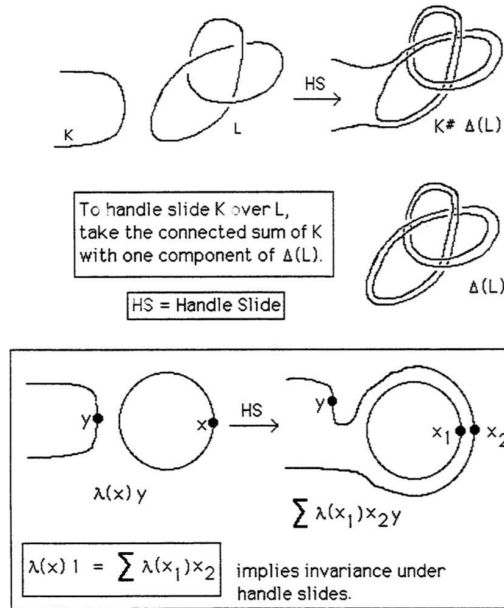 HS
K
L
K# Δ(L)
To handle slide K over L,
take the connected sum of K
with one component of Δ(L).
Δ(L)
HS = Handle Slide
HS
y
x
y
x₁
x₂
λ(x) y
∑ λ(x₁)x₂y
λ(x) 1 = ∑ λ(x₁)x₂
implies invariance under
handle slides.